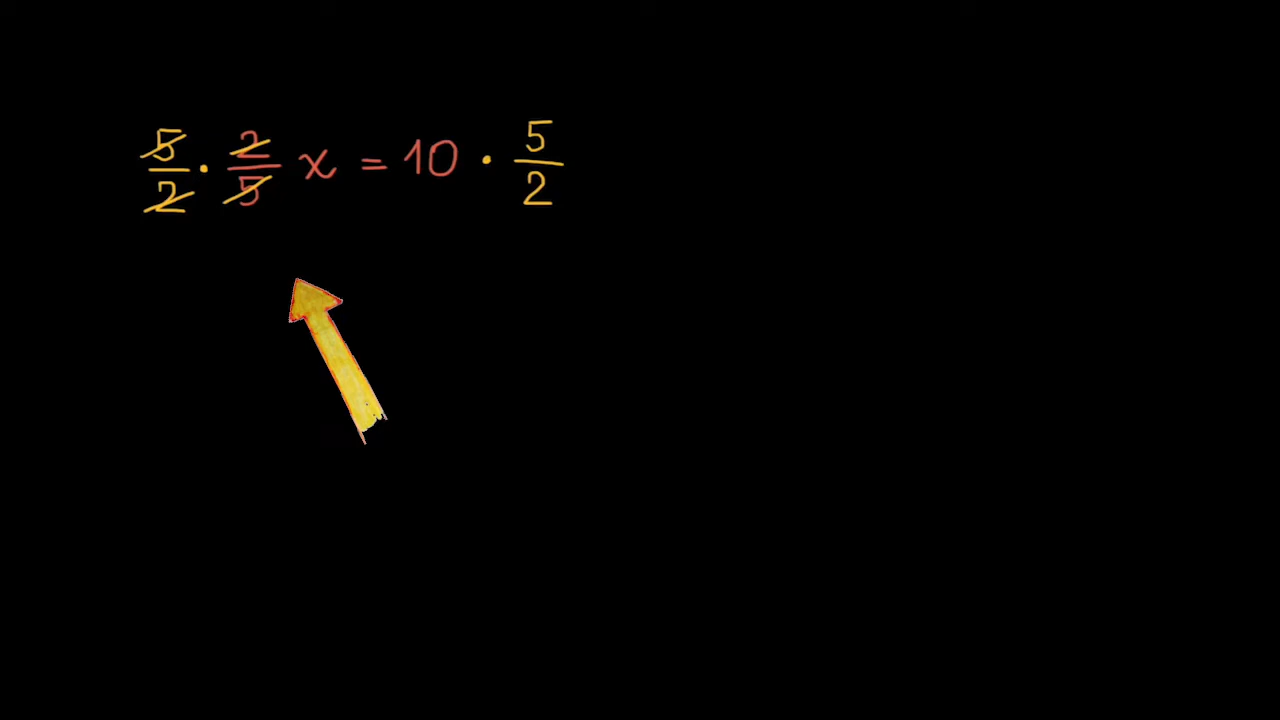 5/2 · 2/5 x = 10 · 5/2